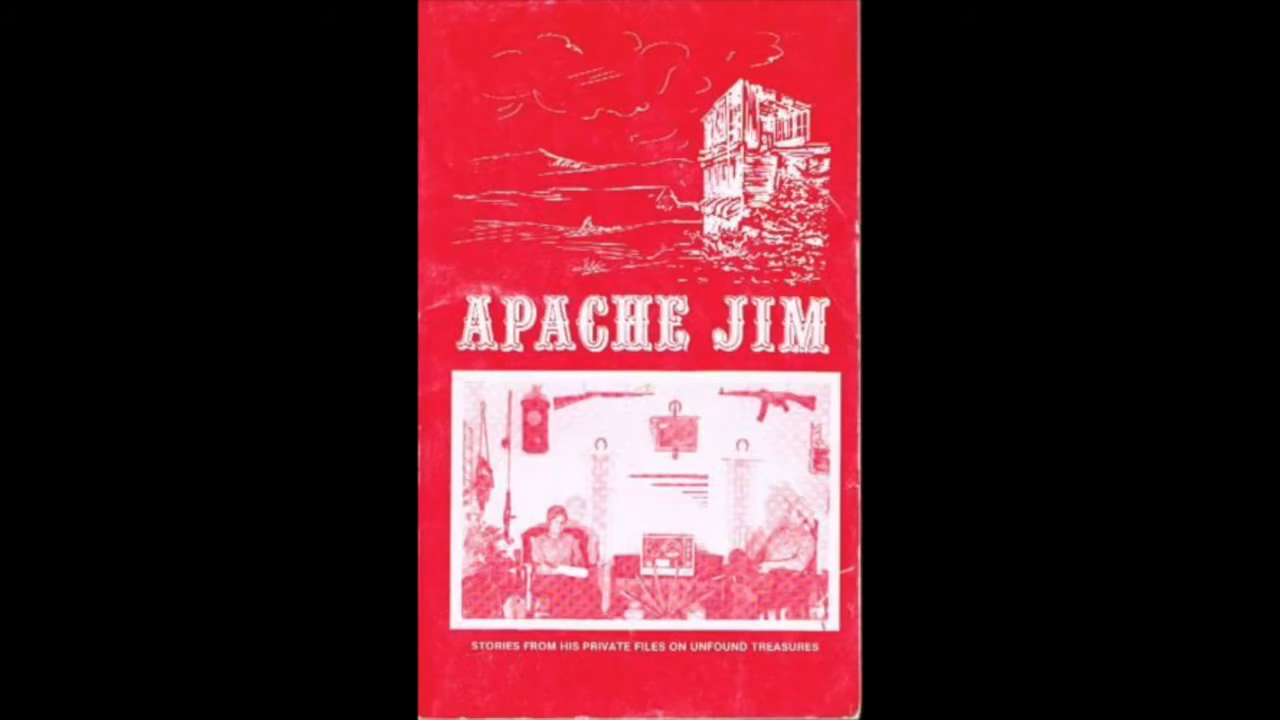 APACHE JIM
STORIES FROM HIS PRIVATE FILES ON UNFOUND TREASURES